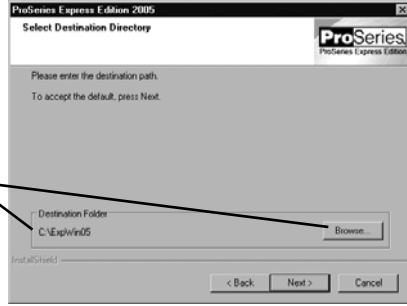 ProSeries Express Edition 2005
Select Destination Directory
ProSeries
ProSeries Express Edition
Please enter the destination path.
To accept the default, press Next.
Destination Folder
C:\ExpWin05
Browse...
InstallShield
< Back
Next >
Cancel